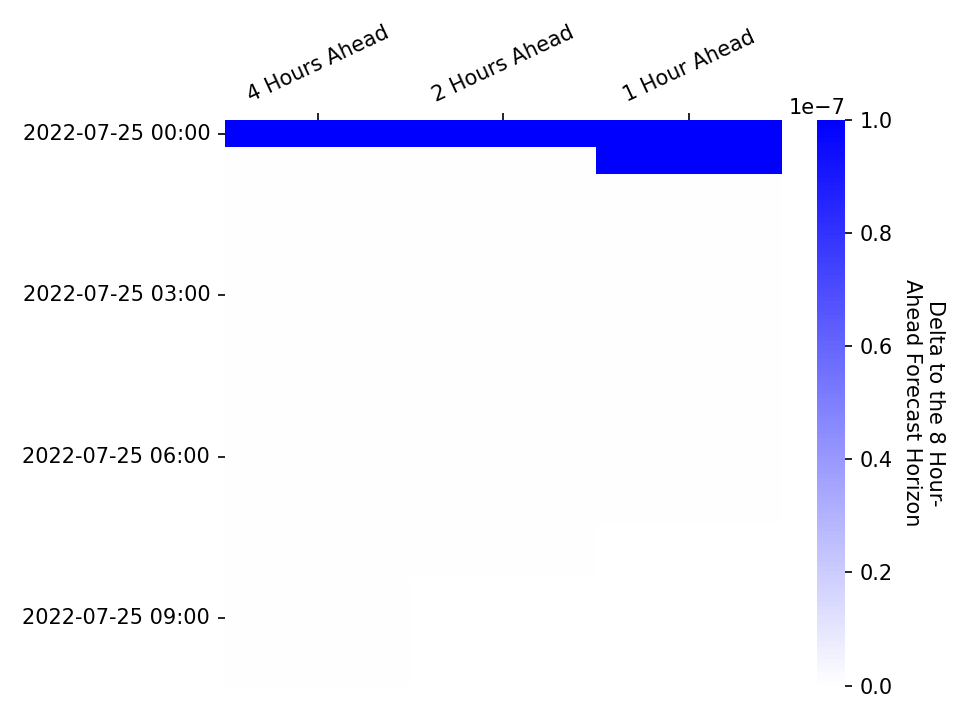 4 Hours Ahead
2 Hours Ahead
1 Hour Ahead
1e−7
2022-07-25 00:00
2022-07-25 03:00
2022-07-25 06:00
2022-07-25 09:00
1.0
0.8
0.6
0.4
0.2
0.0
Delta to the 8 Hour-
Ahead Forecast Horizon